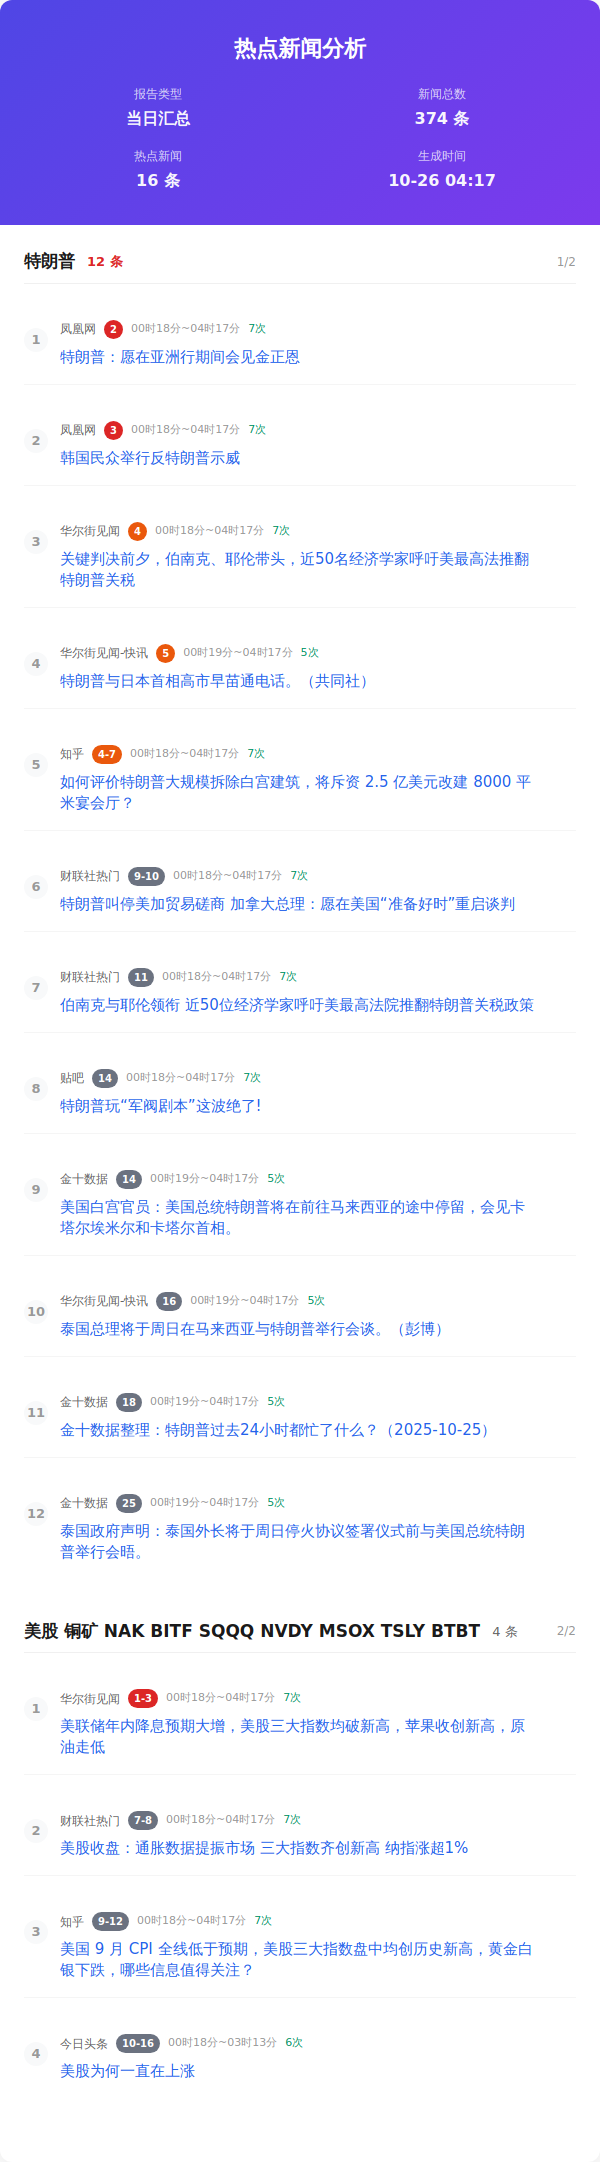 热点新闻分析
报告类型
当日汇总
新闻总数
374 条
热点新闻
16 条
生成时间
10-26 04:17
特朗普 12 条 1/2
1
凤凰网 2 00时18分~04时17分 7次
特朗普：愿在亚洲行期间会见金正恩
2
凤凰网 3 00时18分~04时17分 7次
韩国民众举行反特朗普示威
3
华尔街见闻 4 00时18分~04时17分 7次
关键判决前夕，伯南克、耶伦带头，近50名经济学家呼吁美最高法推翻
特朗普关税
4
华尔街见闻-快讯 5 00时19分~04时17分 5次
特朗普与日本首相高市早苗通电话。（共同社）
5
知乎 4-7 00时18分~04时17分 7次
如何评价特朗普大规模拆除白宫建筑，将斥资 2.5 亿美元改建 8000 平
米宴会厅？
6
财联社热门 9-10 00时18分~04时17分 7次
特朗普叫停美加贸易磋商 加拿大总理：愿在美国“准备好时”重启谈判
7
财联社热门 11 00时18分~04时17分 7次
伯南克与耶伦领衔 近50位经济学家呼吁美最高法院推翻特朗普关税政策
8
贴吧 14 00时18分~04时17分 7次
特朗普玩“军阀剧本”这波绝了!
9
金十数据 14 00时19分~04时17分 5次
美国白宫官员：美国总统特朗普将在前往马来西亚的途中停留，会见卡
塔尔埃米尔和卡塔尔首相。
10
华尔街见闻-快讯 16 00时19分~04时17分 5次
泰国总理将于周日在马来西亚与特朗普举行会谈。（彭博）
11
金十数据 18 00时19分~04时17分 5次
金十数据整理：特朗普过去24小时都忙了什么？（2025-10-25）
12
金十数据 25 00时19分~04时17分 5次
泰国政府声明：泰国外长将于周日停火协议签署仪式前与美国总统特朗
普举行会晤。
美股 铜矿 NAK BITF SQQQ NVDY MSOX TSLY BTBT 4 条 2/2
1
华尔街见闻 1-3 00时18分~04时17分 7次
美联储年内降息预期大增，美股三大指数均破新高，苹果收创新高，原
油走低
2
财联社热门 7-8 00时18分~04时17分 7次
美股收盘：通胀数据提振市场 三大指数齐创新高 纳指涨超1%
3
知乎 9-12 00时18分~04时17分 7次
美国 9 月 CPI 全线低于预期，美股三大指数盘中均创历史新高，黄金白
银下跌，哪些信息值得关注？
4
今日头条 10-16 00时18分~03时13分 6次
美股为何一直在上涨